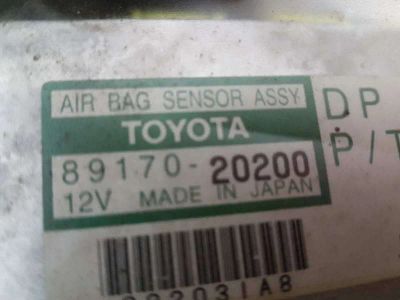 AIR BAG SENSOR ASSY
TOYOTA
89170-20200
12V MADE IN JAPAN
DP
P/T